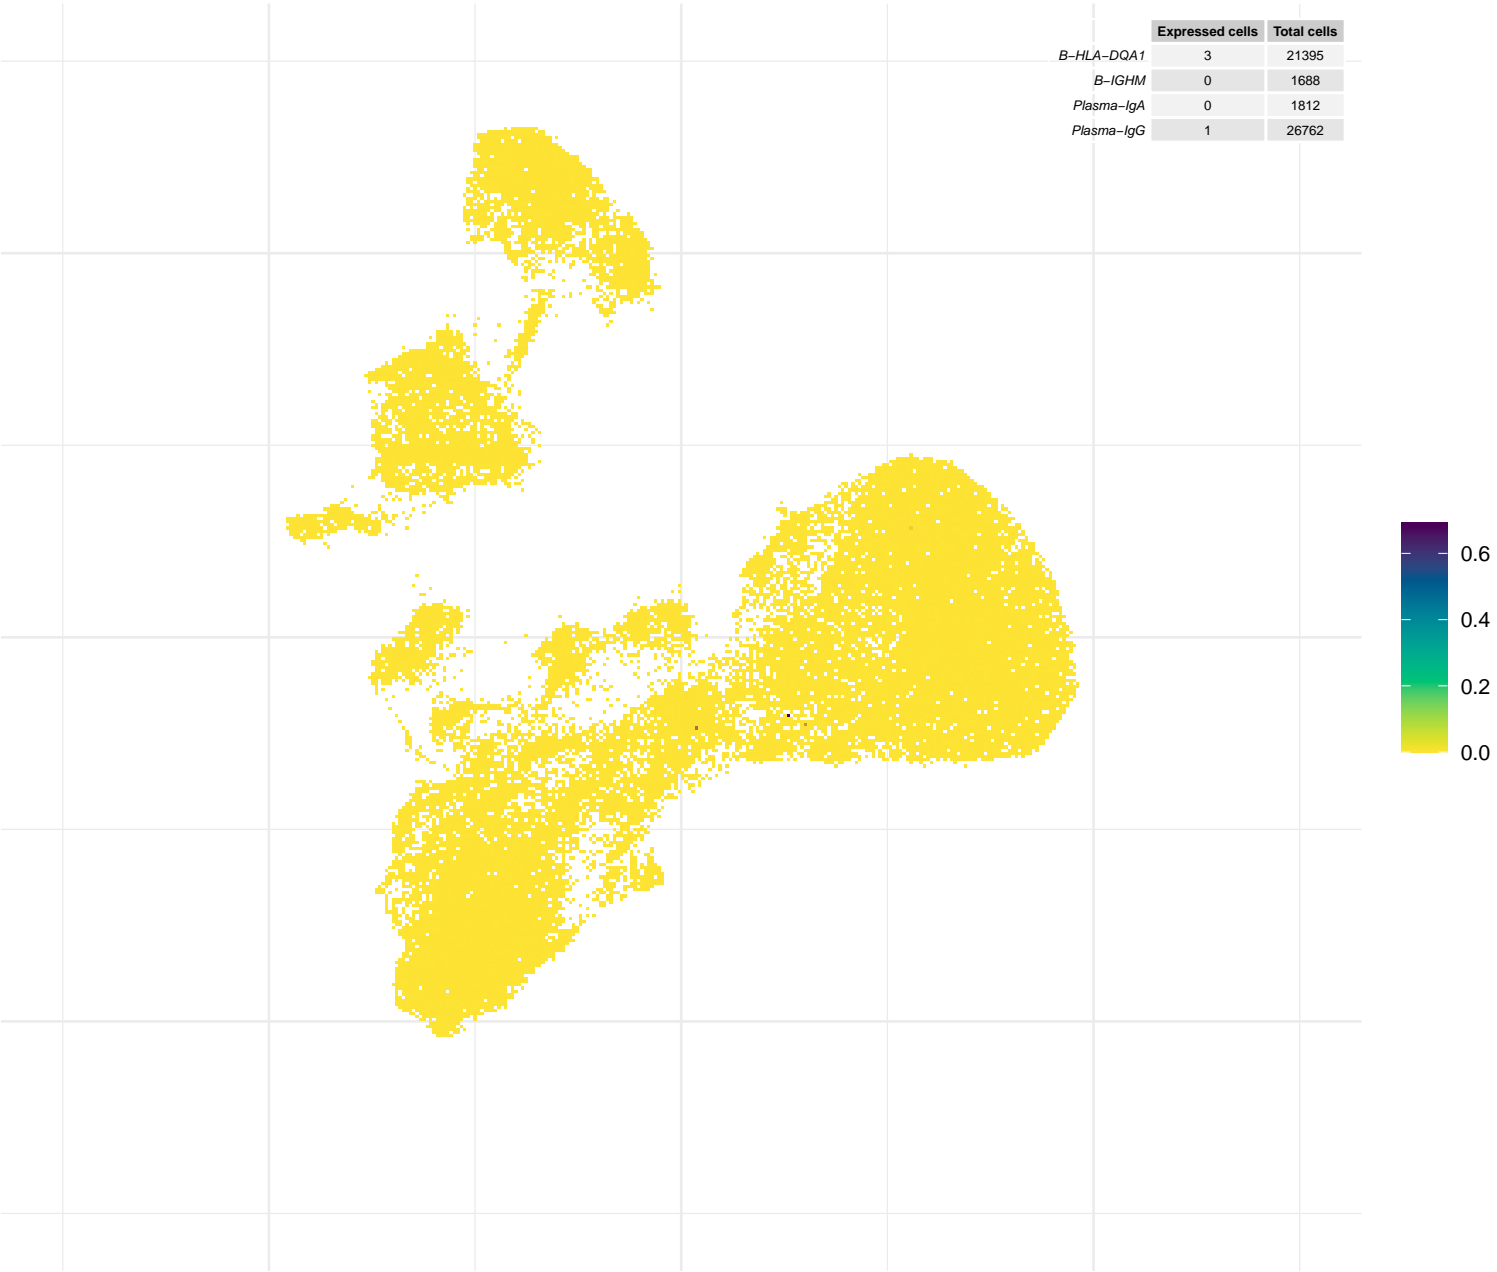 Expressed cells Total cells
B−HLA−DQA1 3 21395
B−IGHM 0 1688
Plasma−IgA 0 1812
Plasma−IgG 1 26762
0.6
0.4
0.2
0.0